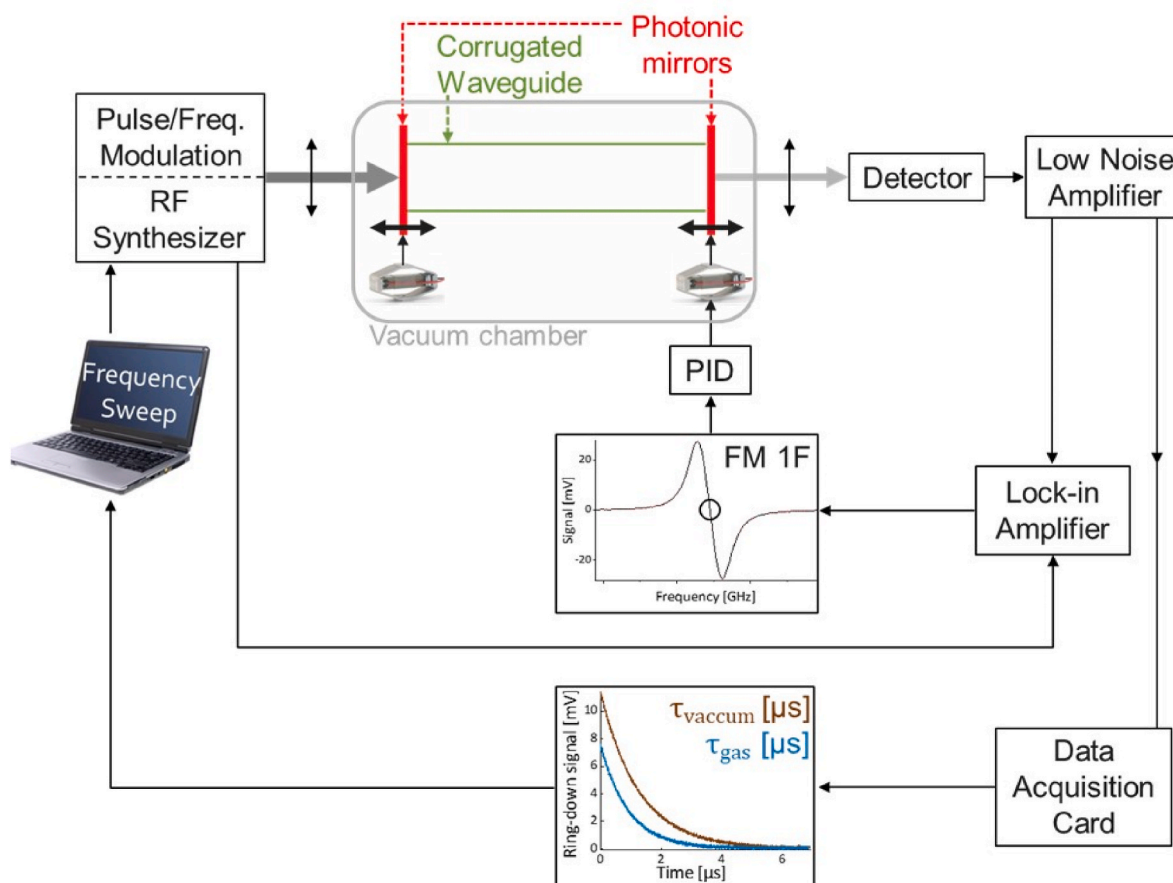 Photonic
mirrors
Corrugated
Waveguide
Pulse/Freq.
Modulation
RF
Synthesizer
Detector
Low Noise
Amplifier
Vacuum chamber
Frequency
Sweep
PID
FM 1F
20
0
-20
Signal [mV]
Frequency [GHz]
Lock-in
Amplifier
τvaccum [µs]
τgas [µs]
10
8
6
4
2
0
Ring-down signal [mV]
0 2 4 6
Time [µs]
Data
Acquisition
Card